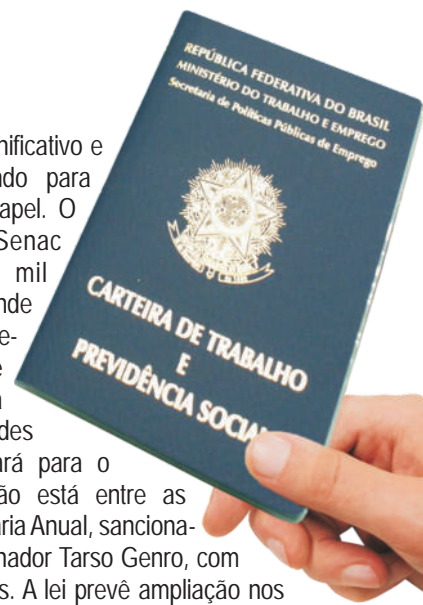 REPÚBLICA FEDERATIVA DO BRASIL
MINISTÉRIO DO TRABALHO E EMPREGO
Secretaria de Políticas Públicas de Emprego
CARTEIRA DE TRABALHO
E
PREVIDÊNCIA SOCIAL
nificativo e
ndo para
apel. O
Senac
mil
nde
e-
e
des
ará para o
ão está entre as
ria Anual, sanciona-
nador Tarso Genro, com
s. A lei prevê ampliação nos